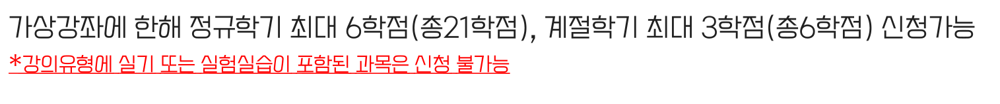 가상강좌에 한해 정규학기 최대 6학점(총21학점), 계절학기 최대 3학점(총6학점) 신청가능
*강의유형에 실기 또는 실험실습이 포함된 과목은 신청 불가능